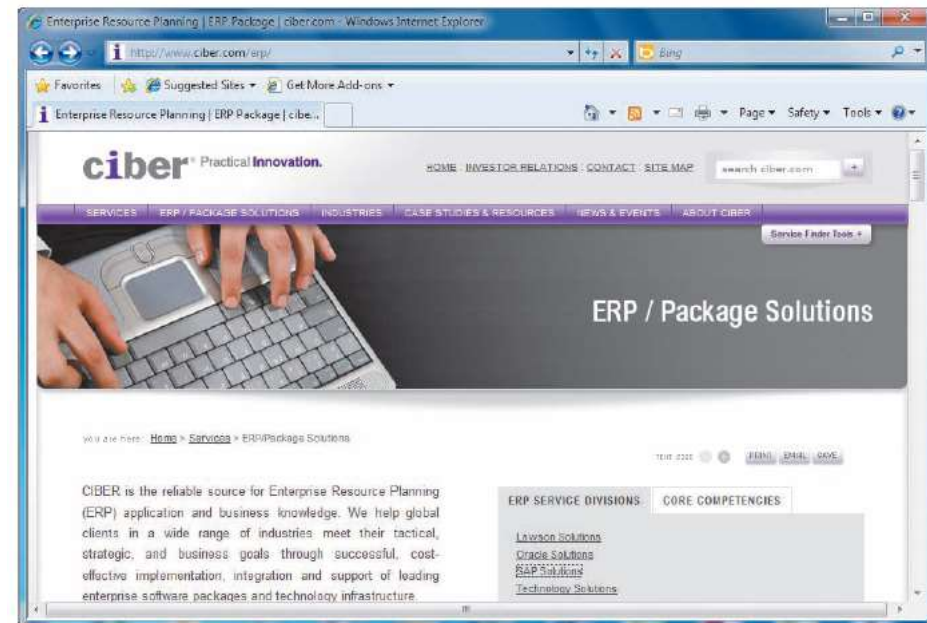 Enterprise Resource Planning | ERP Package | ciber.com - Windows Internet Explorer
http://www.ciber.com/erp/
Bing
Favorites Suggested Sites Get More Add-ons
Enterprise Resource Planning | ERP Package | cibe...
Page Safety Tools
ciber Practical Innovation.
HOME INVESTOR RELATIONS CONTACT SITE MAP
search ciber.com
SERVICES ERP / PACKAGE SOLUTIONS INDUSTRIES CASE STUDIES & RESOURCES NEWS & EVENTS ABOUT CIBER
Service Finder Tools +
ERP / Package Solutions
you are here: Home > Services > ERP/Package Solutions
TEXT SIZE PRINT EMAIL SAVE
CIBER is the reliable source for Enterprise Resource Planning
(ERP) application and business knowledge. We help global
clients in a wide range of industries meet their tactical,
strategic, and business goals through successful, cost-
effective implementation, integration and support of leading
enterprise software packages and technology infrastructure.
ERP SERVICE DIVISIONS CORE COMPETENCIES
Lawson Solutions
Oracle Solutions
SAP Solutions
Technology Solutions